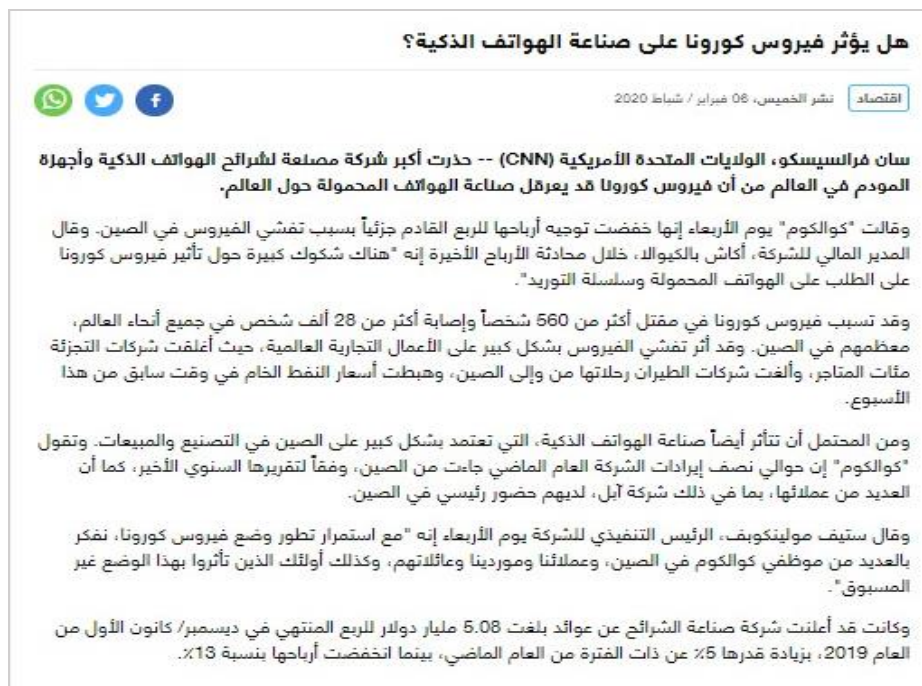 هل يؤثر فيروس كورونا على صناعة الهواتف الذكية؟
اقتصاد نشر الخميس، 06 فبراير / شباط 2020
سان فرانسيسكو، الولايات المتحدة الأمريكية (CNN) -- حذرت أكبر شركة مصنعة لشرائح الهواتف الذكية وأجهزة
المودم في العالم من أن فيروس كورونا قد يعرقل صناعة الهواتف المحمولة حول العالم.
وقالت "كوالكوم" يوم الأربعاء إنها خفضت توجيه أرباحها للربع القادم جزئياً بسبب تفشي الفيروس في الصين. وقال
المدير المالي للشركة، أكاش بالكيوالا، خلال محادثة الأرباح الأخيرة إنه "هناك شكوك كبيرة حول تأثير فيروس كورونا
على الطلب على الهواتف المحمولة وسلسلة التوريد".
وقد تسبب فيروس كورونا في مقتل أكثر من 560 شخصاً وإصابة أكثر من 28 ألف شخص في جميع أنحاء العالم،
معظمهم في الصين. وقد أثر تفشي الفيروس بشكل كبير على الأعمال التجارية العالمية، حيث أغلقت شركات التجزئة
مئات المتاجر، وألغت شركات الطيران رحلاتها من وإلى الصين، وهبطت أسعار النفط الخام في وقت سابق من هذا
الأسبوع.
ومن المحتمل أن تتأثر أيضاً صناعة الهواتف الذكية، التي تعتمد بشكل كبير على الصين في التصنيع والمبيعات. وتقول
"كوالكوم" إن حوالي نصف إيرادات الشركة العام الماضي جاءت من الصين، وفقاً لتقريرها السنوي الأخير، كما أن
العديد من عملائها، بما في ذلك شركة آبل، لديهم حضور رئيسي في الصين.
وقال ستيف مولينكوبف، الرئيس التنفيذي للشركة يوم الأربعاء إنه "مع استمرار تطور وضع فيروس كورونا، نفكر
بالعديد من موظفي كوالكوم في الصين، وعملائنا وموردينا وعائلاتهم، وكذلك أولئك الذين تأثروا بهذا الوضع غير
المسبوق".
وكانت قد أعلنت شركة صناعة الشرائح عن عوائد بلغت 5.08 مليار دولار للربع المنتهي في ديسمبر/ كانون الأول من
العام 2019، بزيادة قدرها 5٪ عن ذات الفترة من العام الماضي، بينما انخفضت أرباحها بنسبة 13٪.